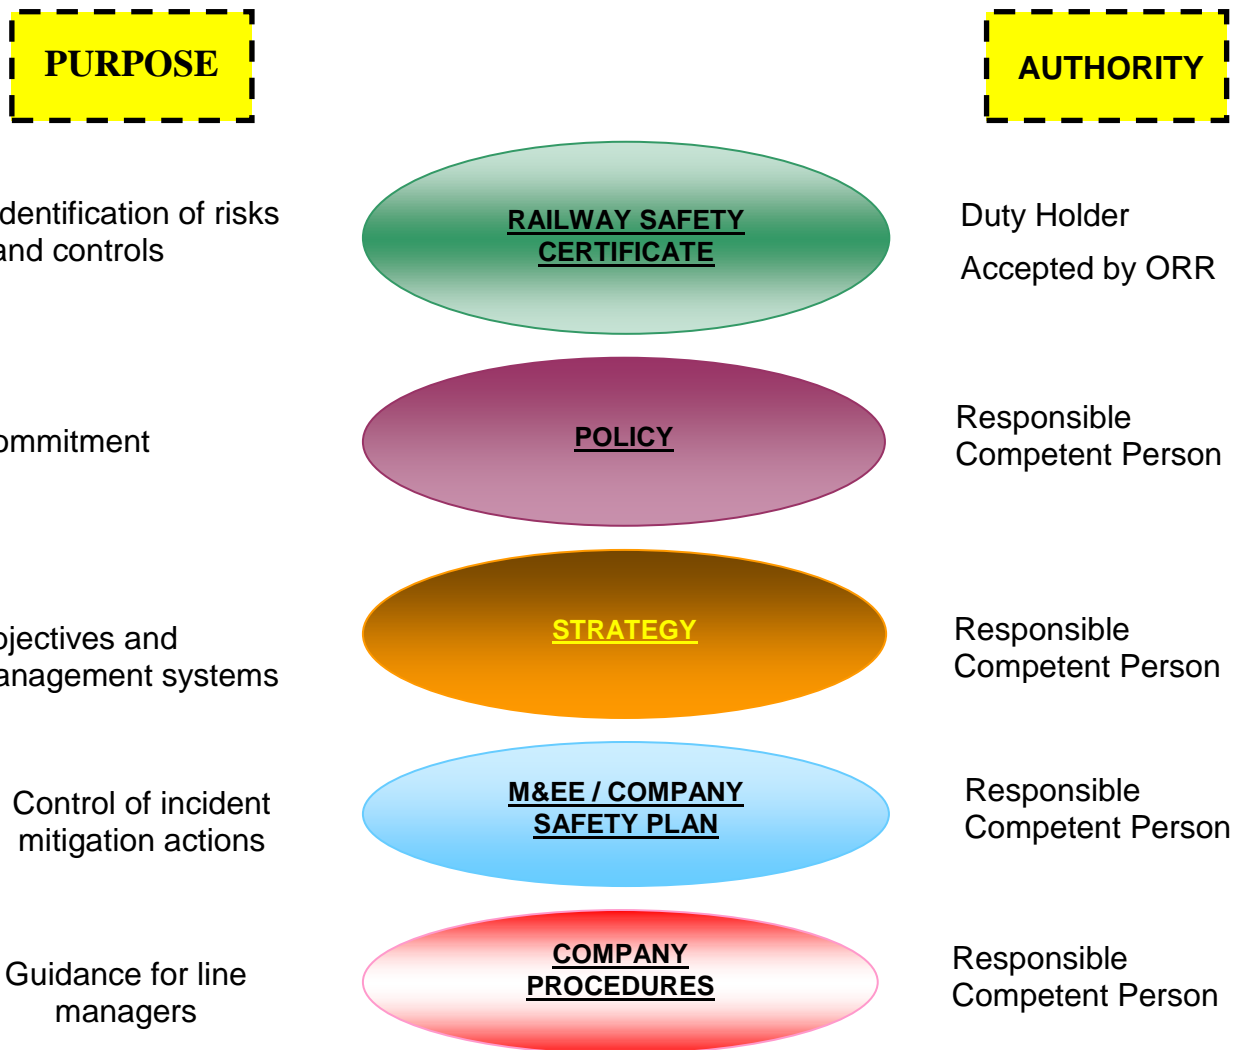 PURPOSE
AUTHORITY
dentification of risks
and controls
RAILWAY SAFETY
CERTIFICATE
Duty Holder
Accepted by ORR
ommitment
POLICY
Responsible
Competent Person
jectives and
anagement systems
STRATEGY
Responsible
Competent Person
Control of incident
mitigation actions
M&EE / COMPANY
SAFETY PLAN
Responsible
Competent Person
Guidance for line
managers
COMPANY
PROCEDURES
Responsible
Competent Person